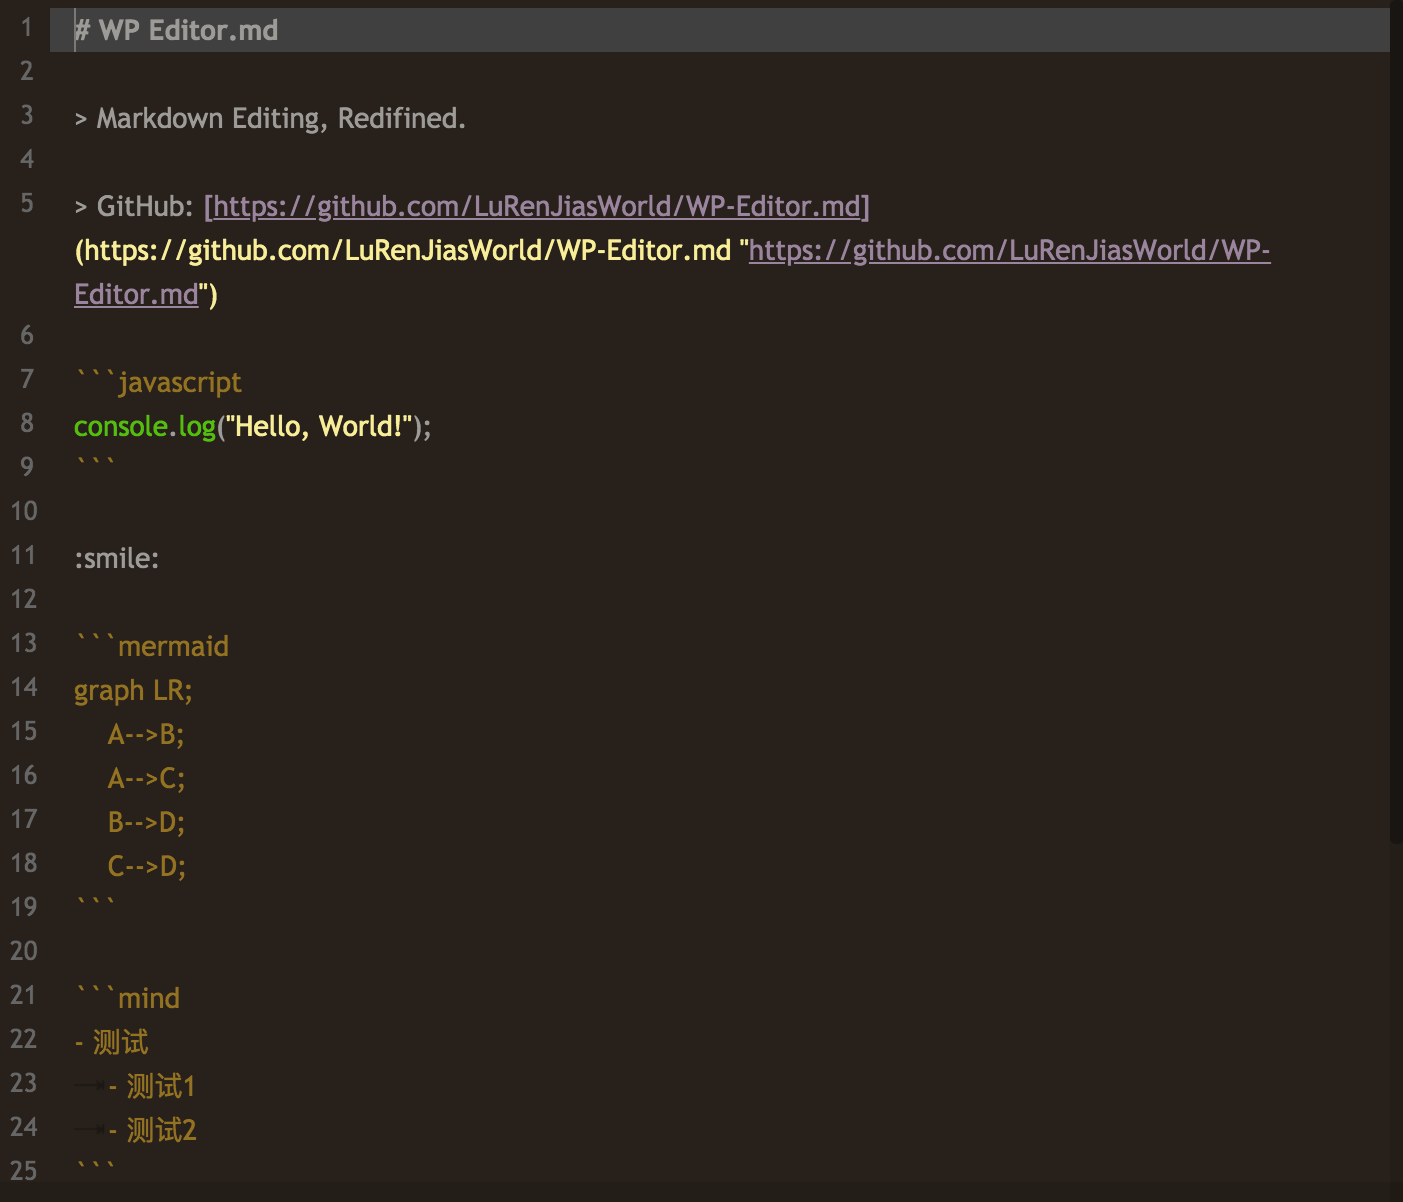 1 # WP Editor.md
2
3 > Markdown Editing, Redifined.
4
5 > GitHub: [https://github.com/LuRenJiasWorld/WP-Editor.md]
(https://github.com/LuRenJiasWorld/WP-Editor.md "https://github.com/LuRenJiasWorld/WP-
Editor.md")
6
7 ```javascript
8 console.log("Hello, World!");
9 ```
10
11 :smile:
12
13 ```mermaid
14 graph LR;
15     A-->B;
16     A-->C;
17     B-->D;
18     C-->D;
19 ```
20
21 ```mind
22 - 测试
23     - 测试1
24     - 测试2
25 ```